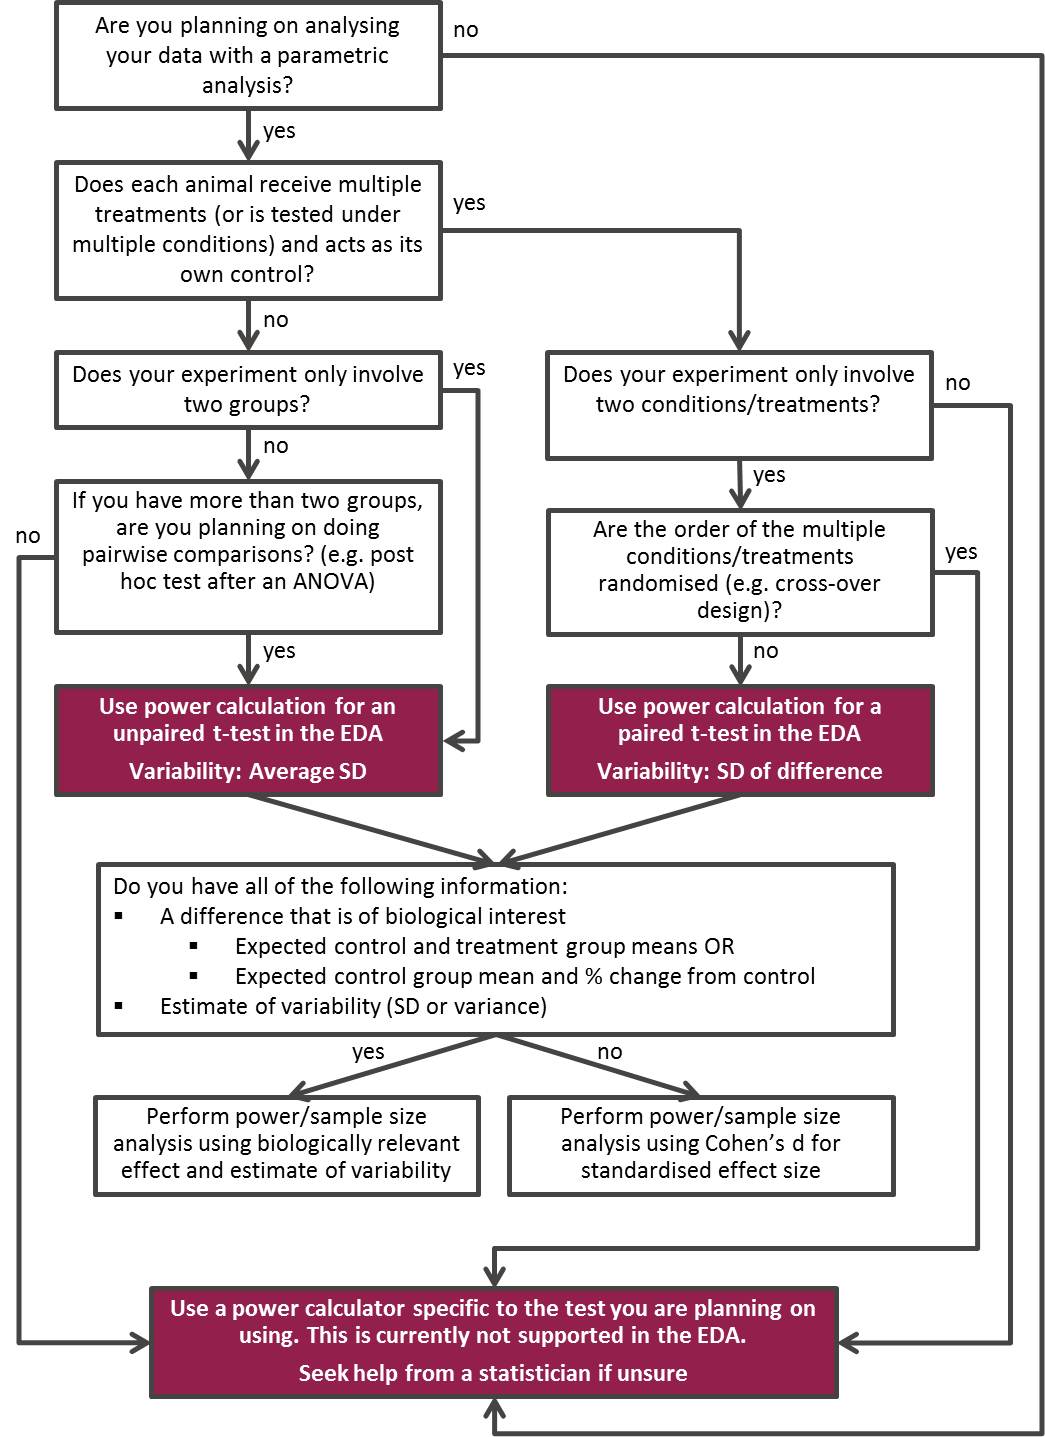 Are you planning on analysing
your data with a parametric
analysis?
no
yes
Does each animal receive multiple
treatments (or is tested under
multiple conditions) and acts as its
own control?
yes
no
Does your experiment only involve
two groups?
yes
Does your experiment only involve
two conditions/treatments?
no
no
yes
If you have more than two groups,
are you planning on doing
pairwise comparisons? (e.g. post
hoc test after an ANOVA)
no
Are the order of the multiple
conditions/treatments
randomised (e.g. cross-over
design)?
yes
yes
no
Use power calculation for an
unpaired t-test in the EDA
Variability: Average SD
Use power calculation for a
paired t-test in the EDA
Variability: SD of difference
Do you have all of the following information:
▪ A difference that is of biological interest
▪ Expected control and treatment group means OR
▪ Expected control group mean and % change from control
▪ Estimate of variability (SD or variance)
yes
no
Perform power/sample size
analysis using biologically relevant
effect and estimate of variability
Perform power/sample size
analysis using Cohen's d for
standardised effect size
Use a power calculator specific to the test you are planning on
using. This is currently not supported in the EDA.
Seek help from a statistician if unsure